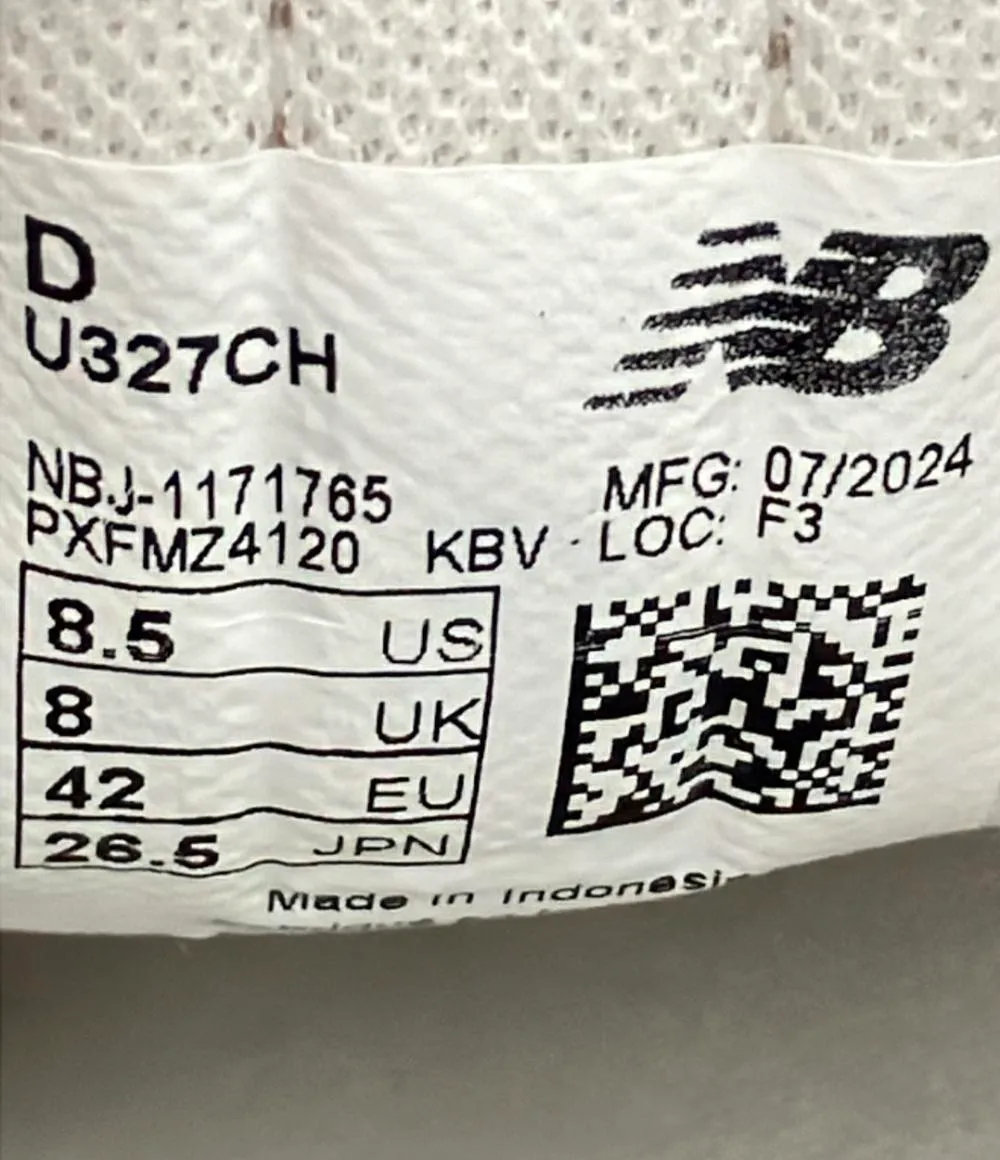 D
U327CH
NB
NBJ-1171765
MFG: 07/2024
PXFMZ4120 KBV · LOC: F3
8.5 US
8 UK
42 EU
26.5 JPN
Made in